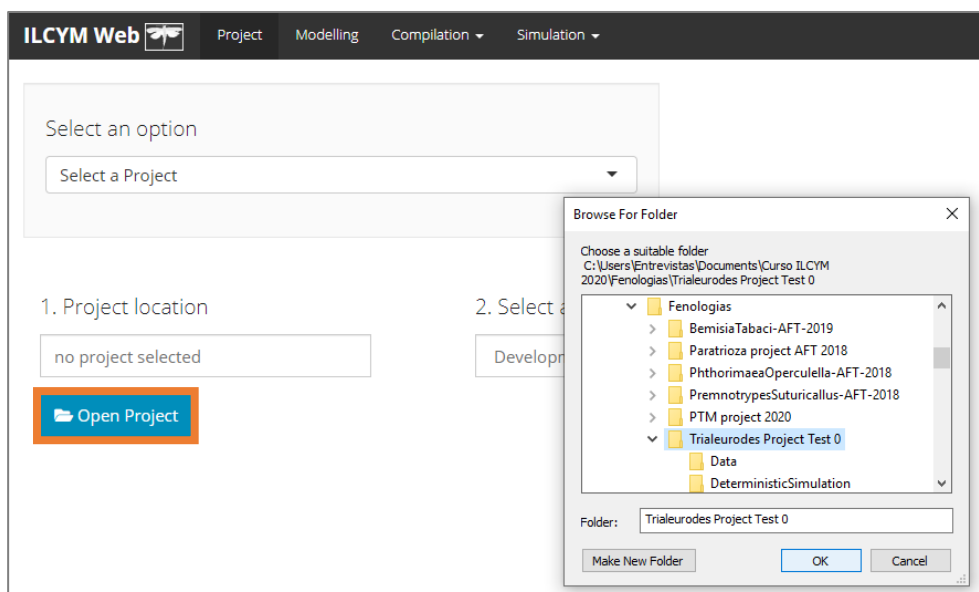 ILCYM Web Project Modelling Compilation Simulation
Select an option
Select a Project
1. Project location
no project selected
Open Project
2. Select
Developm
Browse For Folder
Choose a suitable folder
C:\Users\Entrevistas\Documents\Curso ILCYM
2020\Fenologias\Trialeurodes Project Test 0
Fenologias
BemisiaTabaci-AFT-2019
Paratrioza project AFT 2018
PhthorimaeaOperculella-AFT-2018
PremnotrypesSuturicallus-AFT-2018
PTM project 2020
Trialeurodes Project Test 0
Data
DeterministicSimulation
Folder: Trialeurodes Project Test 0
Make New Folder OK Cancel